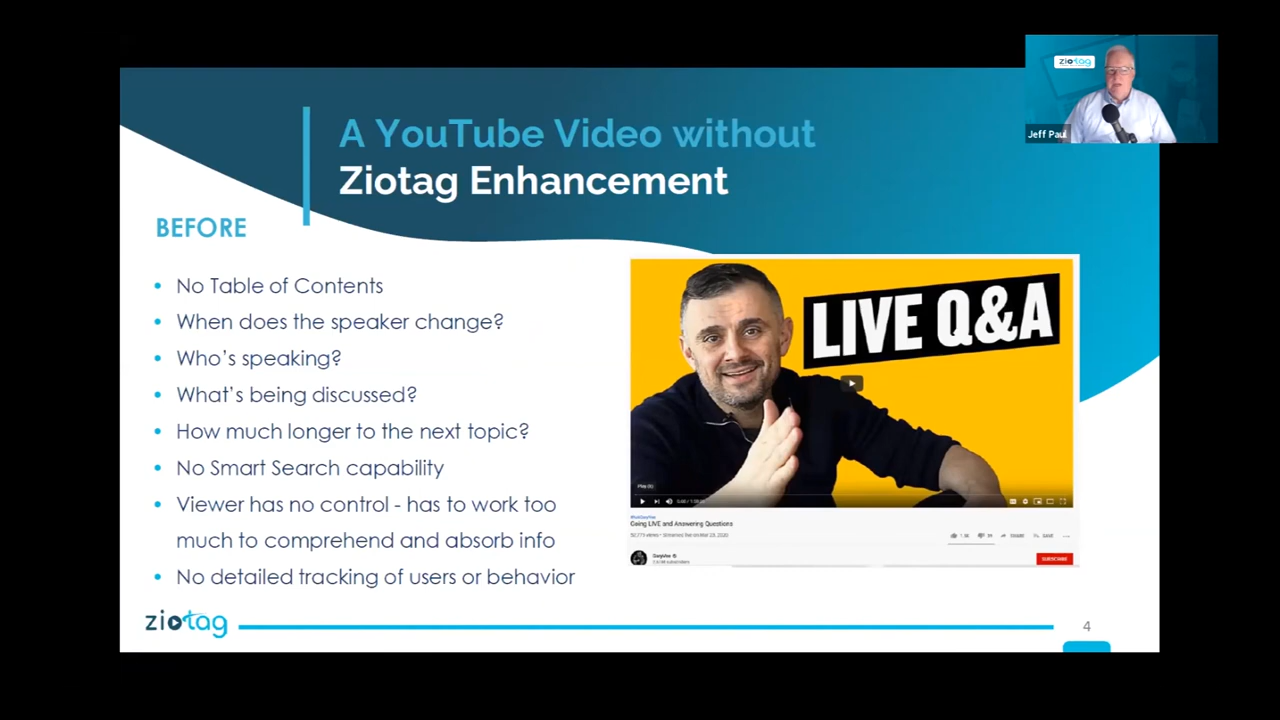 ziotag
Jeff Paul
A YouTube Video without
Ziotag Enhancement
BEFORE
• No Table of Contents
• When does the speaker change?
• Who's speaking?
• What's being discussed?
• How much longer to the next topic?
• No Smart Search capability
• Viewer has no control - has to work too
much to comprehend and absorb info
• No detailed tracking of users or behavior
LIVE Q&A
Play (k)
Going LIVE and Answering Questions
SHARE
SAVE
GaryVee
SUBSCRIBE
ziotag
4